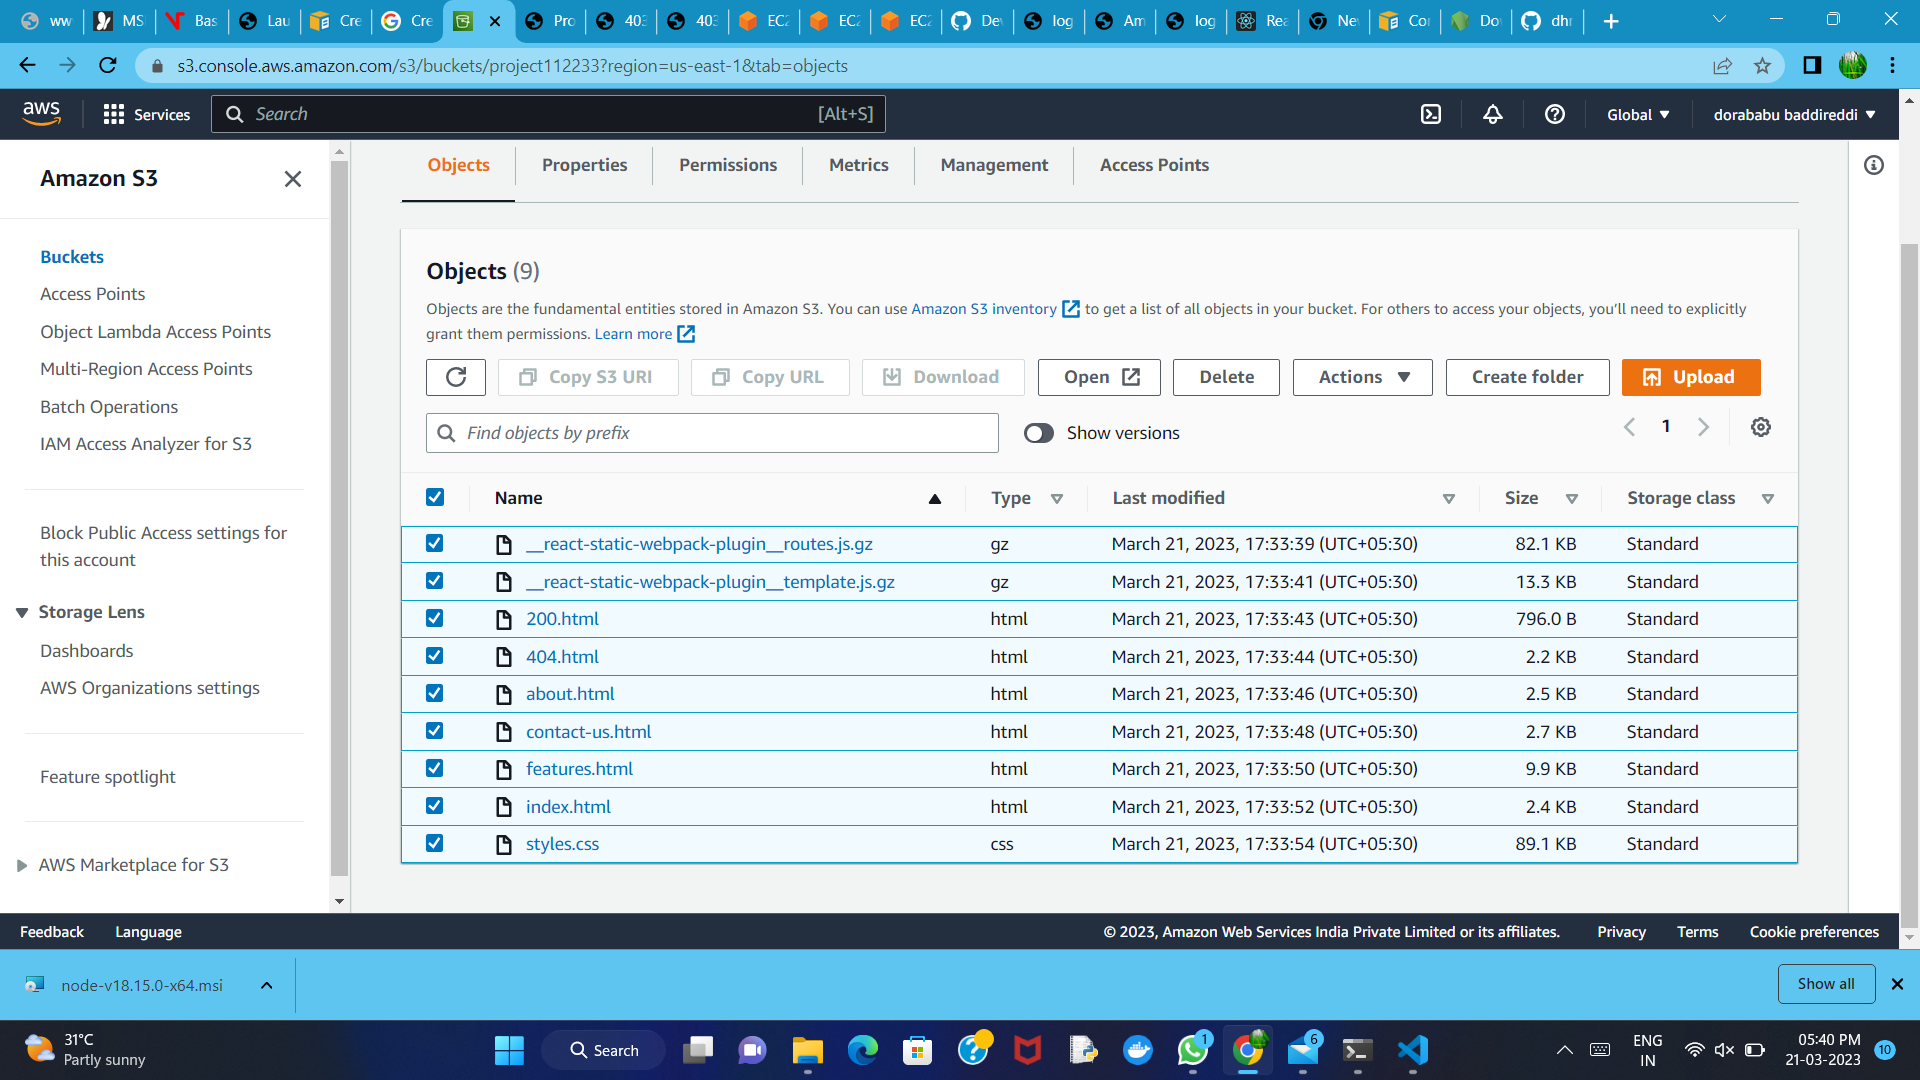 ww
MS
Bas
Lau
Cre
Cre
Pro
403
403
EC2
EC2
EC2
Dev
log
Am
log
Rea
New
Cor
Do
dhr
s3.console.aws.amazon.com/s3/buckets/project112233?region=us-east-1&tab=objects
aws
Services
Search
[Alt+S]
Global
dorababu baddireddi
Amazon S3
Buckets
Access Points
Object Lambda Access Points
Multi-Region Access Points
Batch Operations
IAM Access Analyzer for S3
Block Public Access settings for
this account
Storage Lens
Dashboards
AWS Organizations settings
Feature spotlight
AWS Marketplace for S3
Objects
Properties
Permissions
Metrics
Management
Access Points
Objects (9)
Objects are the fundamental entities stored in Amazon S3. You can use Amazon S3 inventory to get a list of all objects in your bucket. For others to access your objects, you'll need to explicitly
grant them permissions. Learn more
Copy S3 URI
Copy URL
Download
Open
Delete
Actions
Create folder
Upload
Find objects by prefix
Show versions
1
Name Type Last modified Size Storage class
__react-static-webpack-plugin__routes.js.gz gz March 21, 2023, 17:33:39 (UTC+05:30) 82.1 KB Standard
__react-static-webpack-plugin__template.js.gz gz March 21, 2023, 17:33:41 (UTC+05:30) 13.3 KB Standard
200.html html March 21, 2023, 17:33:43 (UTC+05:30) 796.0 B Standard
404.html html March 21, 2023, 17:33:44 (UTC+05:30) 2.2 KB Standard
about.html html March 21, 2023, 17:33:46 (UTC+05:30) 2.5 KB Standard
contact-us.html html March 21, 2023, 17:33:48 (UTC+05:30) 2.7 KB Standard
features.html html March 21, 2023, 17:33:50 (UTC+05:30) 9.9 KB Standard
index.html html March 21, 2023, 17:33:52 (UTC+05:30) 2.4 KB Standard
styles.css css March 21, 2023, 17:33:54 (UTC+05:30) 89.1 KB Standard
Feedback
Language
© 2023, Amazon Web Services India Private Limited or its affiliates.
Privacy
Terms
Cookie preferences
node-v18.15.0-x64.msi
Show all
31°C
Partly sunny
Search
1
6
ENG
IN
05:40 PM
21-03-2023
10